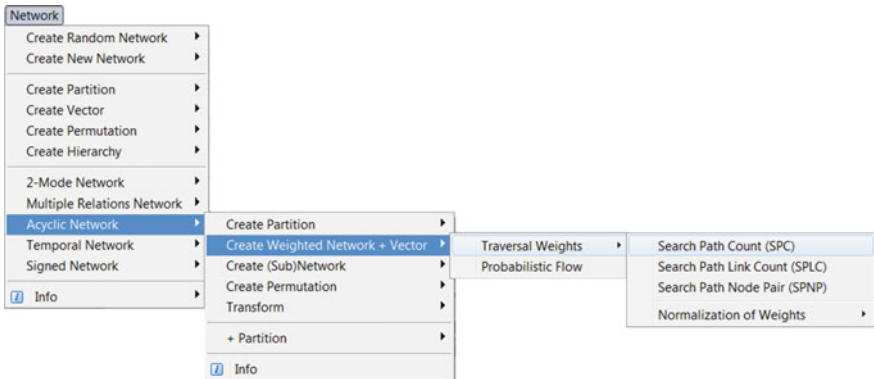 Network
Create Random Network
Create New Network
Create Partition
Create Vector
Create Permutation
Create Hierarchy
2-Mode Network
Multiple Relations Network
Acyclic Network
Temporal Network
Signed Network
Info
Create Partition
Create Weighted Network + Vector
Create (Sub)Network
Create Permutation
Transform
+ Partition
Info
Traversal Weights
Probabilistic Flow
Search Path Count (SPC)
Search Path Link Count (SPLC)
Search Path Node Pair (SPNP)
Normalization of Weights